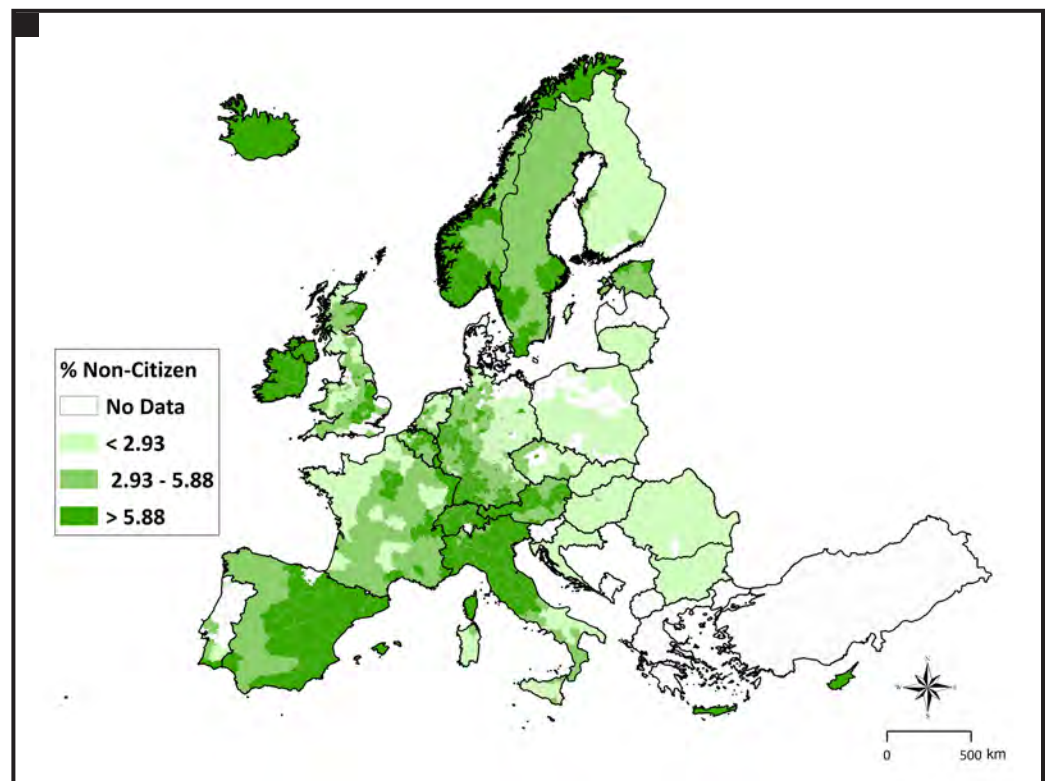 % Non-Citizen
No Data
< 2.93
2.93 - 5.88
> 5.88
N
S
0 500 km